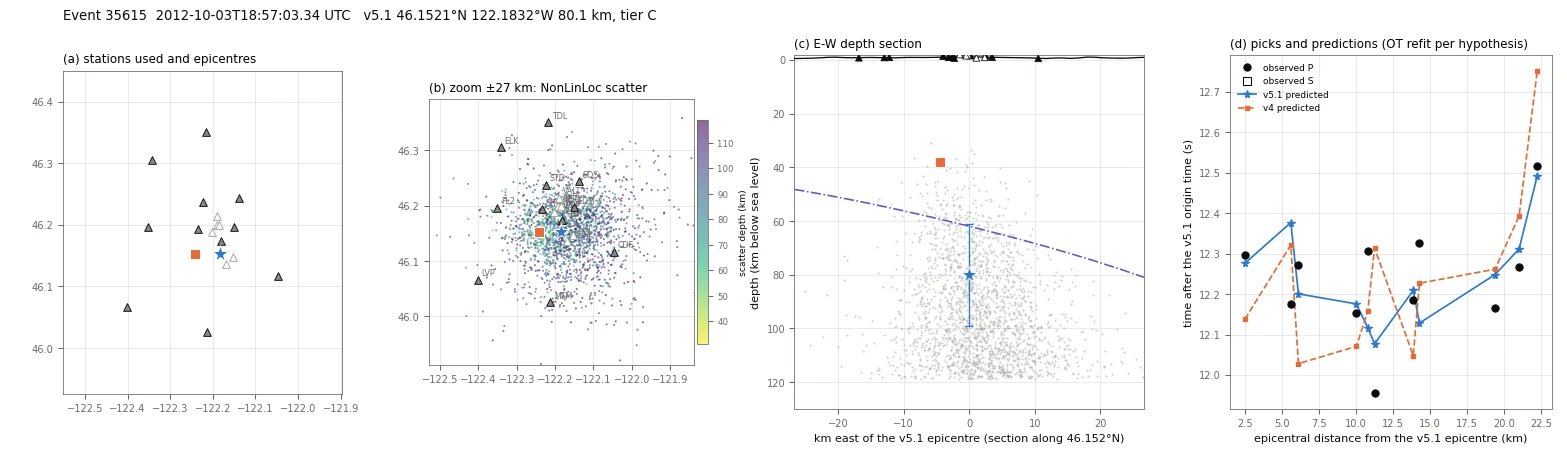 Event 35615  2012-10-03T18:57:03.34 UTC   v5.1 46.1521°N 122.1832°W 80.1 km, tier C
(a) stations used and epicentres
46.4
46.3
46.2
46.1
46.0
−122.5 −122.4 −122.3 −122.2 −122.1 −122.0 −121.9
(b) zoom ±27 km: NonLinLoc scatter
TDL
ELK
CDF
LVP
46.3
46.2
46.1
46.0
−122.5 −122.4 −122.3 −122.2 −122.1 −122.0 −121.9
110
100
90
80
70
60
50
40
scatter depth (km)
(c) E-W depth section
0
20
40
60
80
100
120
depth (km below sea level)
−20 −10 0 10 20
km east of the v5.1 epicentre (section along 46.152°N)
(d) picks and predictions (OT refit per hypothesis)
observed P
observed S
v5.1 predicted
v4 predicted
12.7
12.6
12.5
12.4
12.3
12.2
12.1
12.0
time after the v5.1 origin time (s)
2.5 5.0 7.5 10.0 12.5 15.0 17.5 20.0 22.5
epicentral distance from the v5.1 epicentre (km)